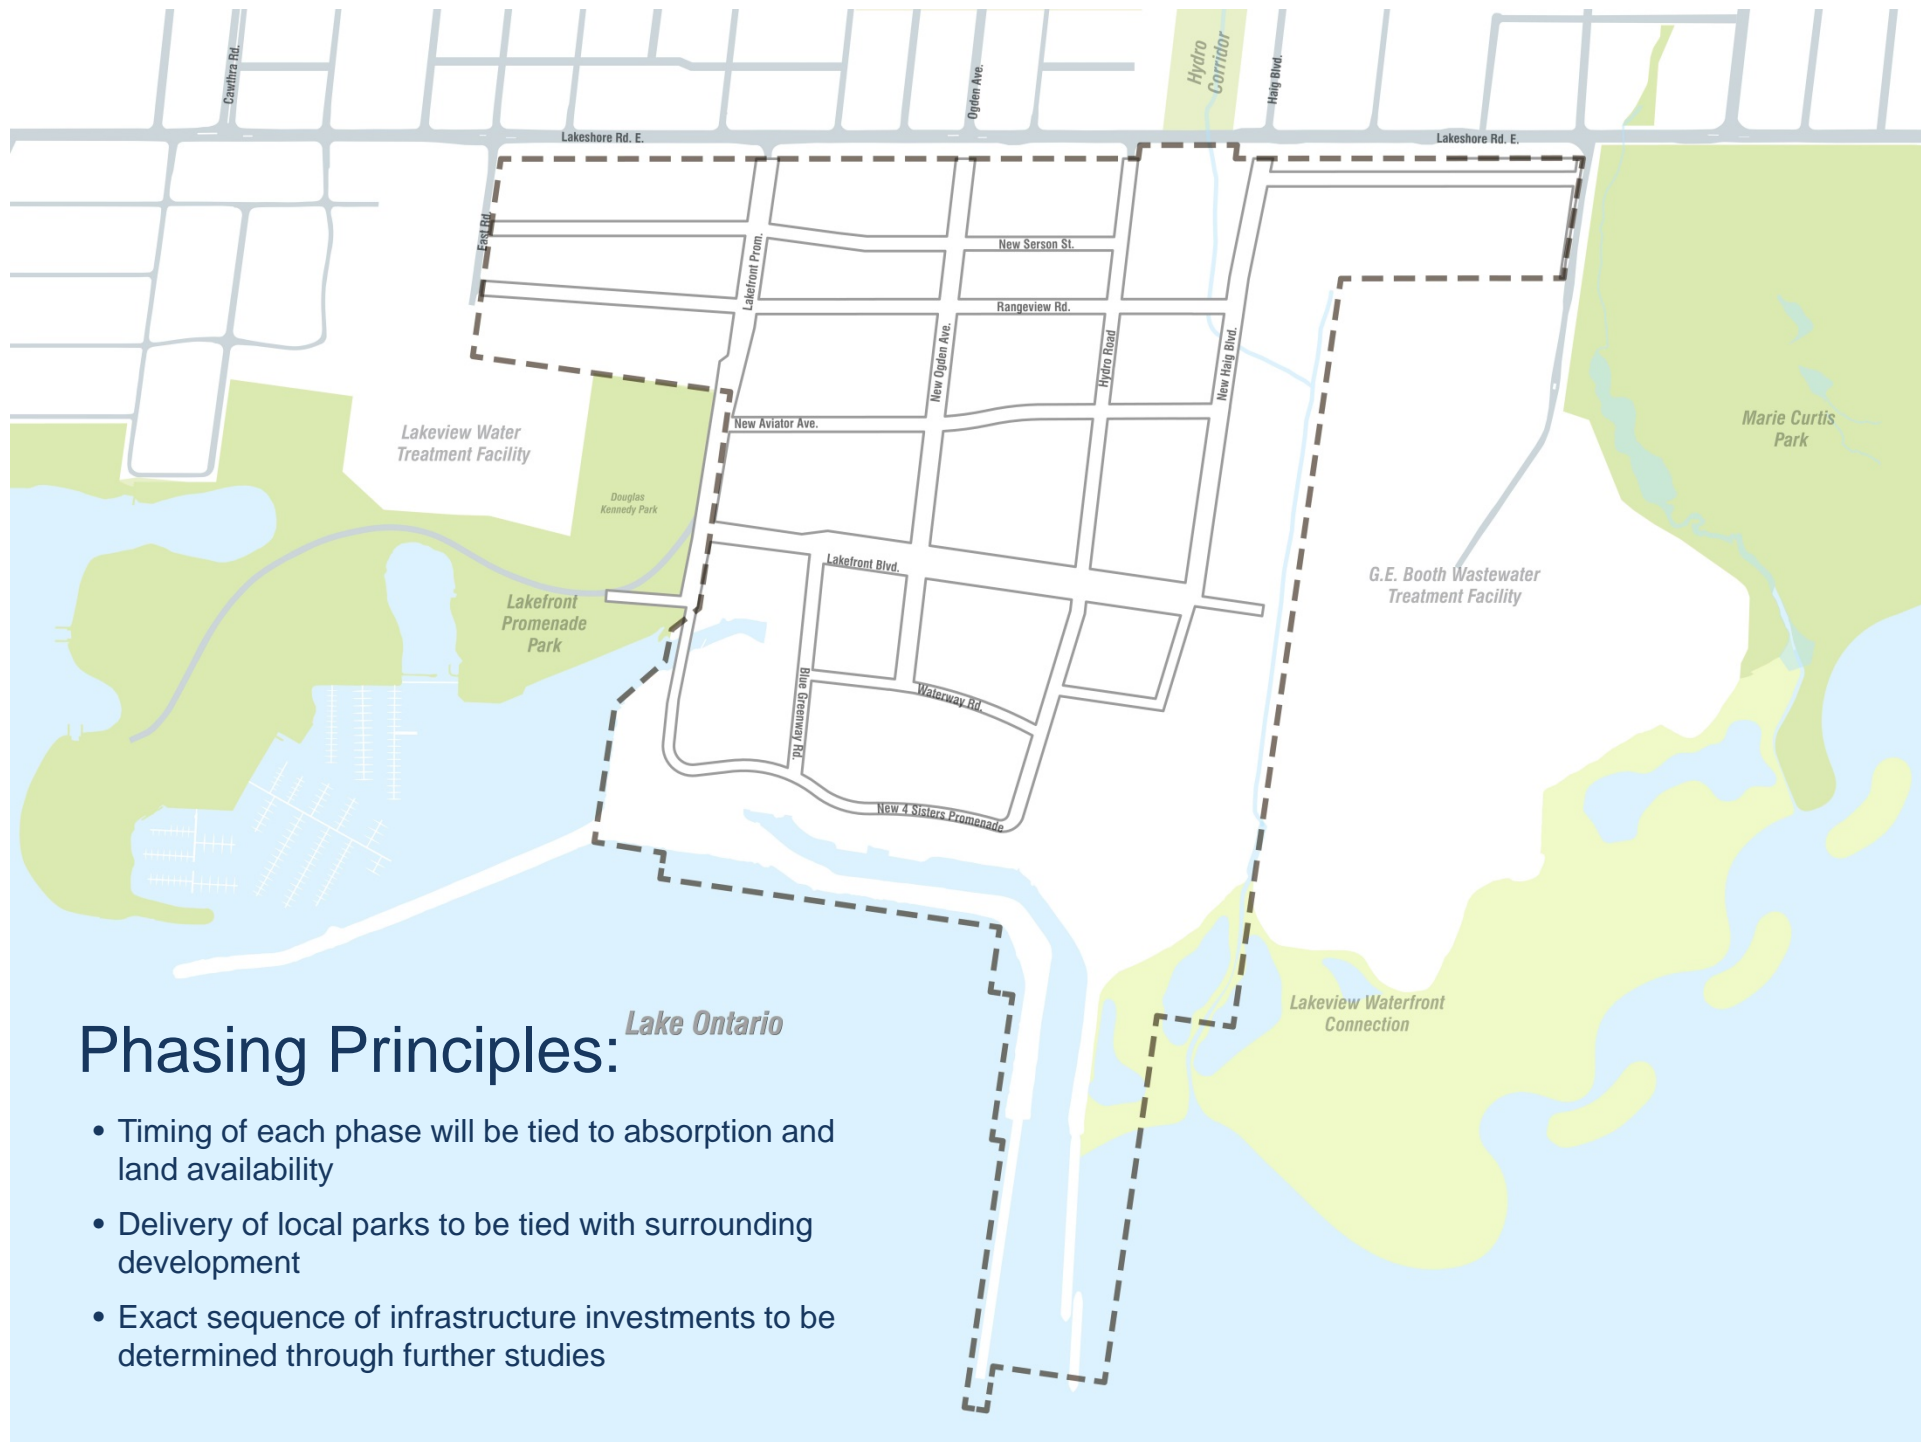 Cawthra Rd.
Ogden Ave.
Hydro
Corridor
Haig Blvd.
Lakeshore Rd. E.
Lakeshore Rd. E.
East Rd.
Lakefront Prom.
New Serson St.
Rangeview Rd.
New Ogden Ave.
Hydro Road
New Haig Blvd.
New Aviator Ave.
Lakeview Water
Treatment Facility
Marie Curtis
Park
Douglas
Kennedy Park
Lakefront Blvd.
G.E. Booth Wastewater
Treatment Facility
Lakefront
Promenade
Park
Blue Greenway Rd.
Waterway Rd.
New 4 Sisters Promenade
Lakeview Waterfront
Connection
Lake Ontario
Phasing Principles:
• Timing of each phase will be tied to absorption and
land availability
• Delivery of local parks to be tied with surrounding
development
• Exact sequence of infrastructure investments to be
determined through further studies